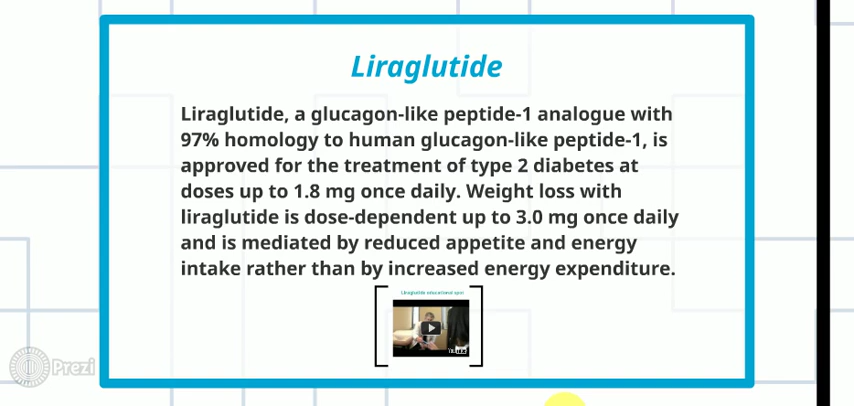 Liraglutide
Liraglutide, a glucagon-like peptide-1 analogue with
97% homology to human glucagon-like peptide-1, is
approved for the treatment of type 2 diabetes at
doses up to 1.8 mg once daily. Weight loss with
liraglutide is dose-dependent up to 3.0 mg once daily
and is mediated by reduced appetite and energy
intake rather than by increased energy expenditure.
Liraglutide educational spot
Prezi